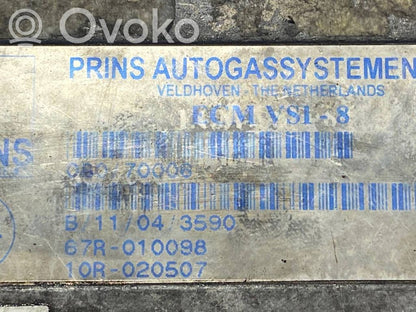 OVOKO
PRINS AUTOGASSYSTEMEN
VELDHOVEN - THE NETHERLANDS
ECM VSI - 8
NS
B/11/04/3590
67R-010098
10R-020507